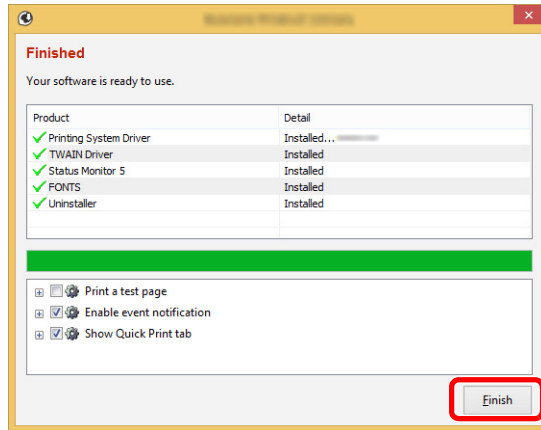 Finished
Your software is ready to use.
Product Detail
Printing System Driver Installed...
TWAIN Driver Installed
Status Monitor 5 Installed
FONTS Installed
Uninstaller Installed
Print a test page
Enable event notification
Show Quick Print tab
Finish